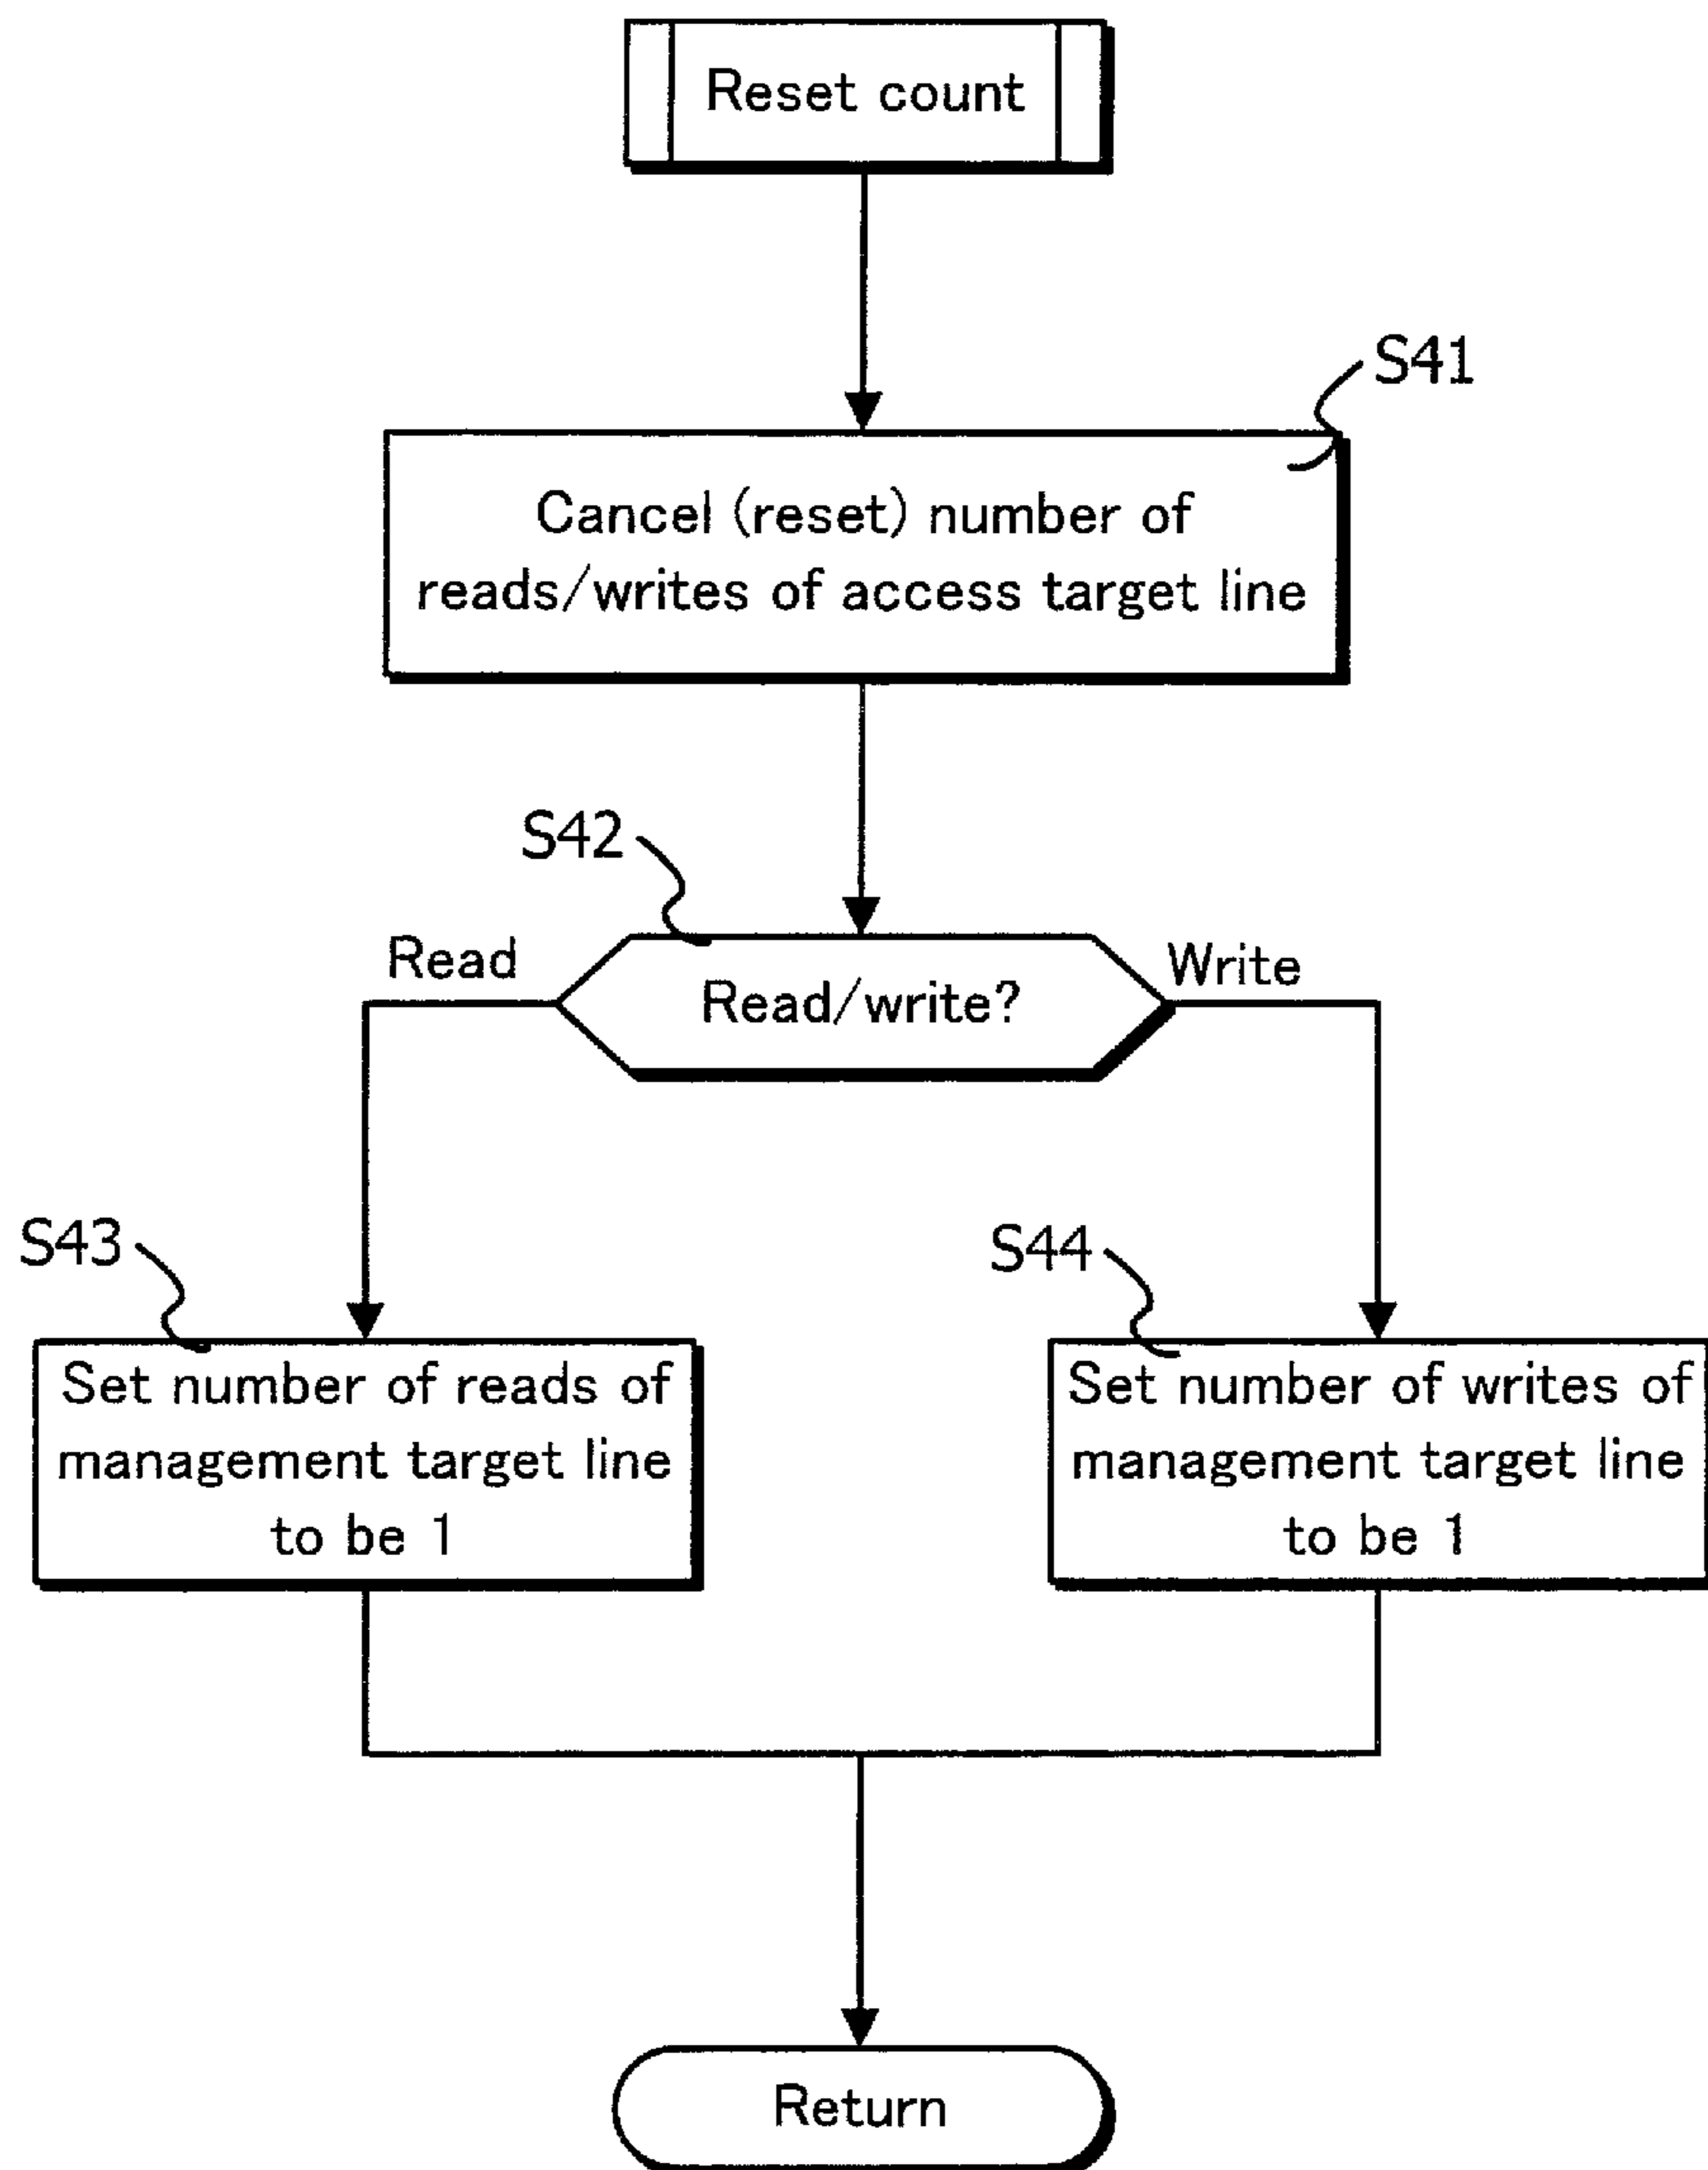 Reset count
S41
Cancel (reset) number of
reads/writes of access target line
S42
Read
Read/write?
Write
S43
Set number of reads of
management target line
to be 1
S44
Set number of writes of
management target line
to be 1
Return